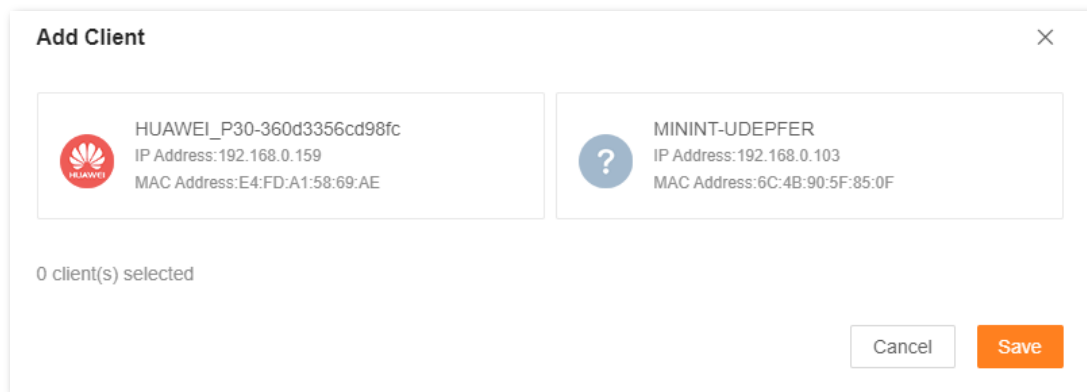 Add Client
HUAWEI_P30-360d3356cd98fc
IP Address:192.168.0.159
MAC Address:E4:FD:A1:58:69:AE
HUAWEI
MININT-UDEPFER
?
IP Address:192.168.0.103
MAC Address:6C:4B:90:5F:85:0F
0 client(s) selected
Cancel
Save